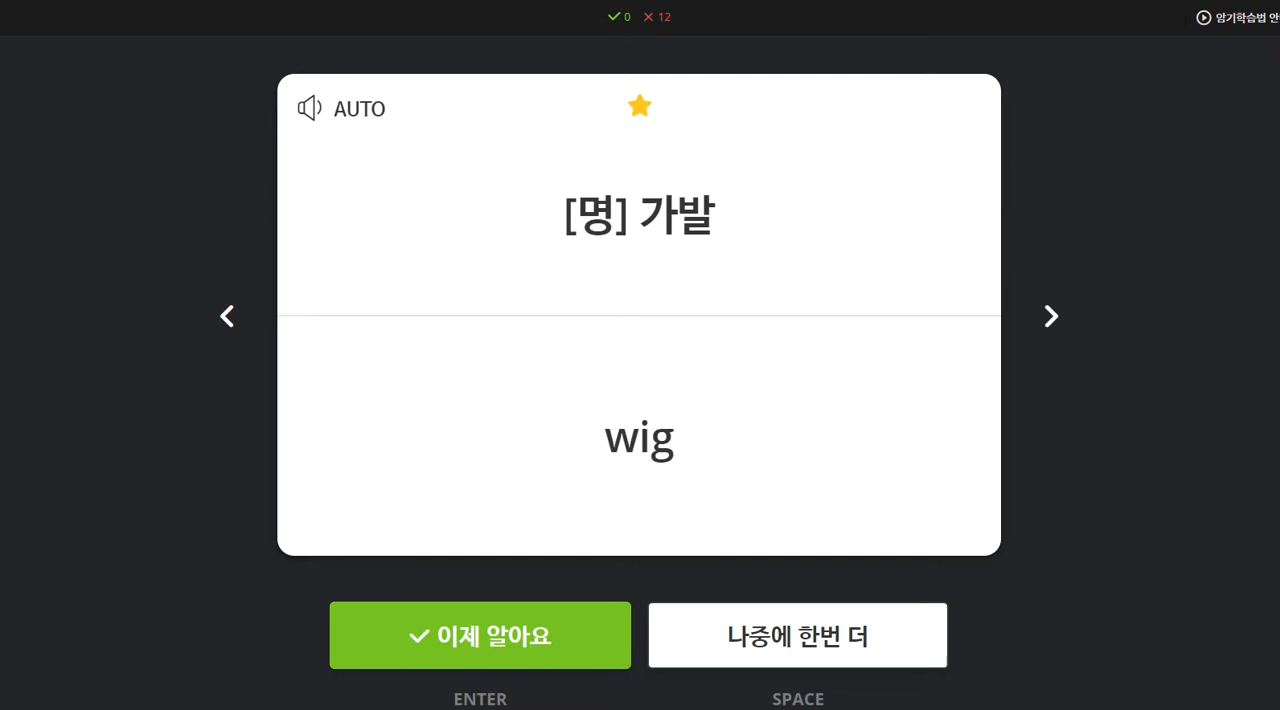 0 12
암기학습법 안
AUTO
[명] 가발
wig
이제 알아요 나중에 한번 더
ENTER SPACE